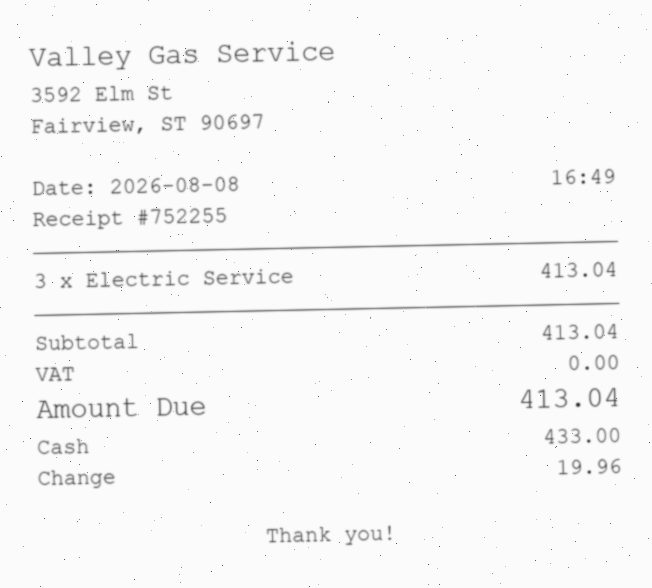 Valley Gas Service
3592 Elm St
Fairview, ST 90697
Date: 2026-08-08 16:49
Receipt #752255
3 x Electric Service 413.04
Subtotal 413.04
VAT 0.00
Amount Due 413.04
Cash 433.00
Change 19.96
Thank you!